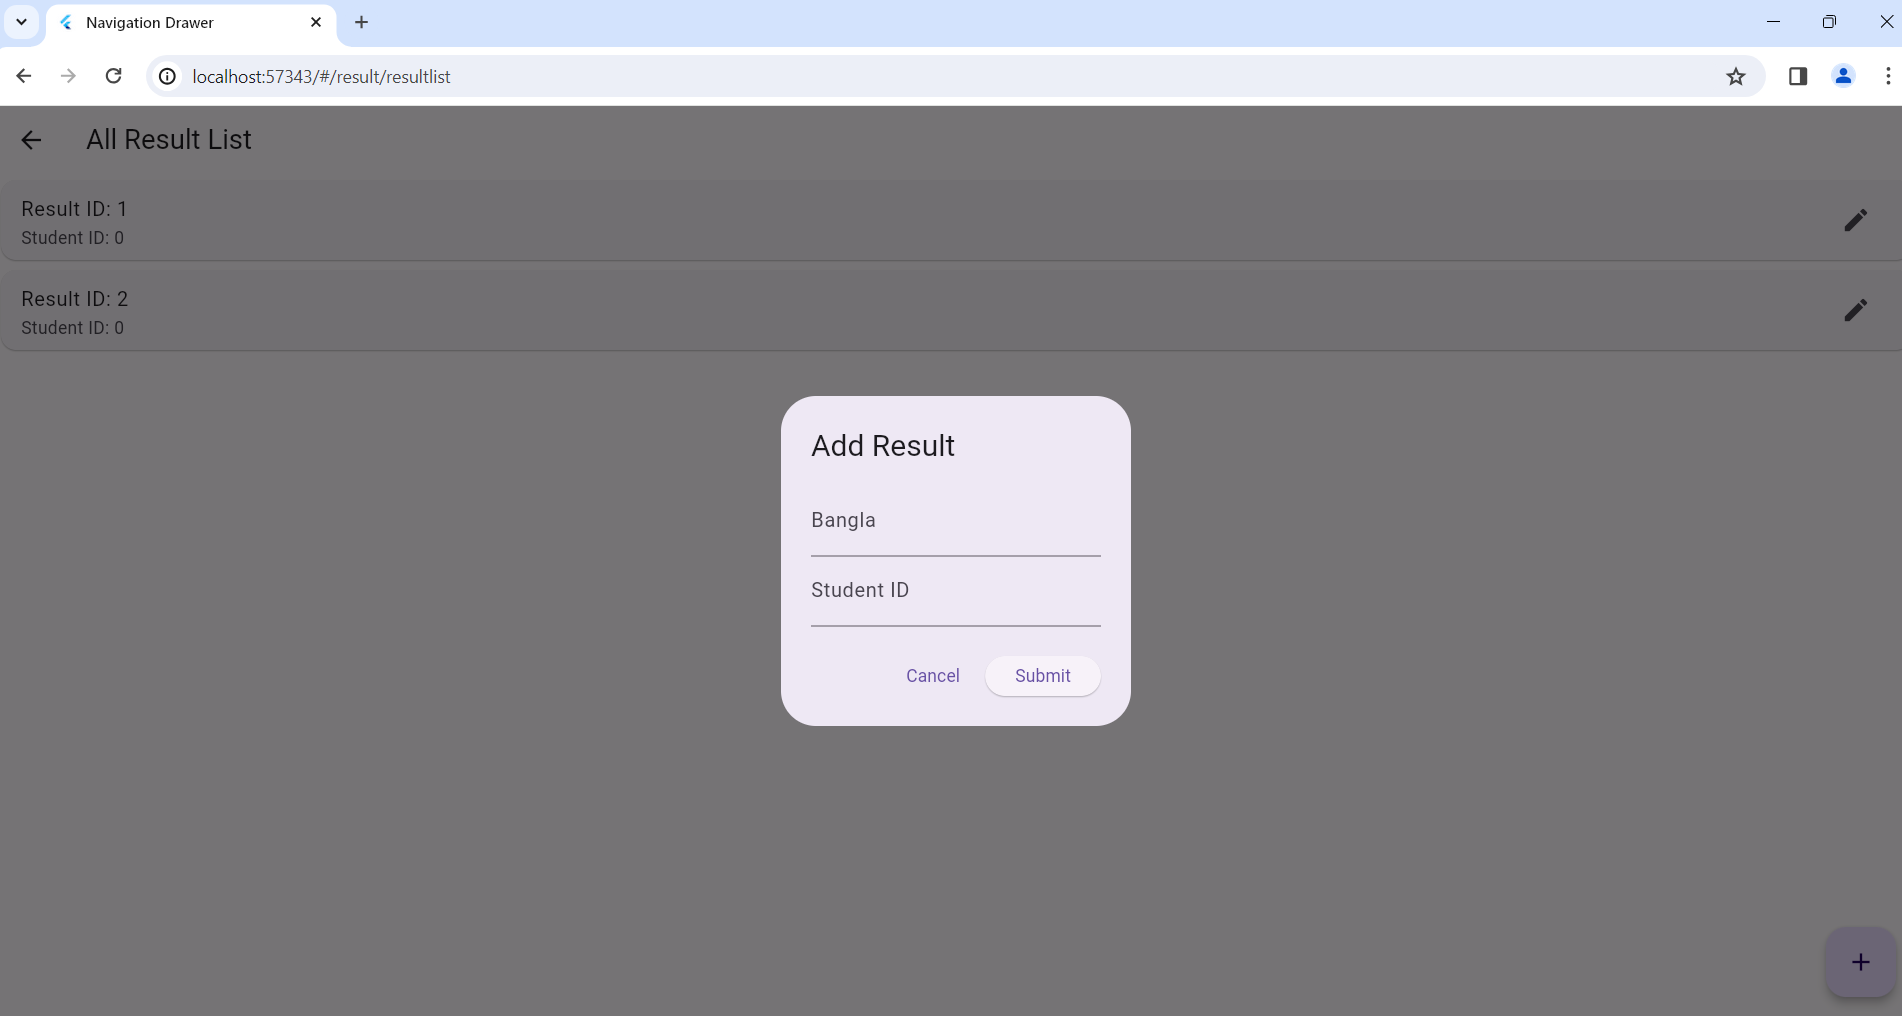 Navigation Drawer
localhost:57343/#/result/resultlist
All Result List
Result ID: 1
Student ID: 0
Result ID: 2
Student ID: 0
Add Result
Bangla
Student ID
Cancel Submit